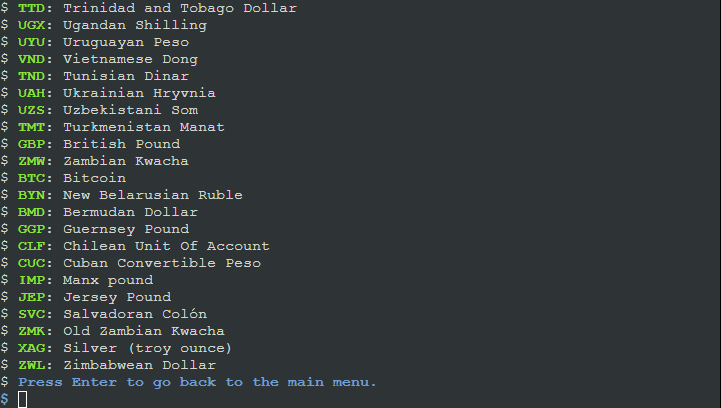 $ TTD: Trinidad and Tobago Dollar
$ UGX: Ugandan Shilling
$ UYU: Uruguayan Peso
$ VND: Vietnamese Dong
$ TND: Tunisian Dinar
$ UAH: Ukrainian Hryvnia
$ UZS: Uzbekistani Som
$ TMT: Turkmenistan Manat
$ GBP: British Pound
$ ZMW: Zambian Kwacha
$ BTC: Bitcoin
$ BYN: New Belarusian Ruble
$ BMD: Bermudan Dollar
$ GGP: Guernsey Pound
$ CLF: Chilean Unit Of Account
$ CUC: Cuban Convertible Peso
$ IMP: Manx pound
$ JEP: Jersey Pound
$ SVC: Salvadoran Colón
$ ZMK: Old Zambian Kwacha
$ XAG: Silver (troy ounce)
$ ZWL: Zimbabwean Dollar
$ Press Enter to go back to the main menu.
$